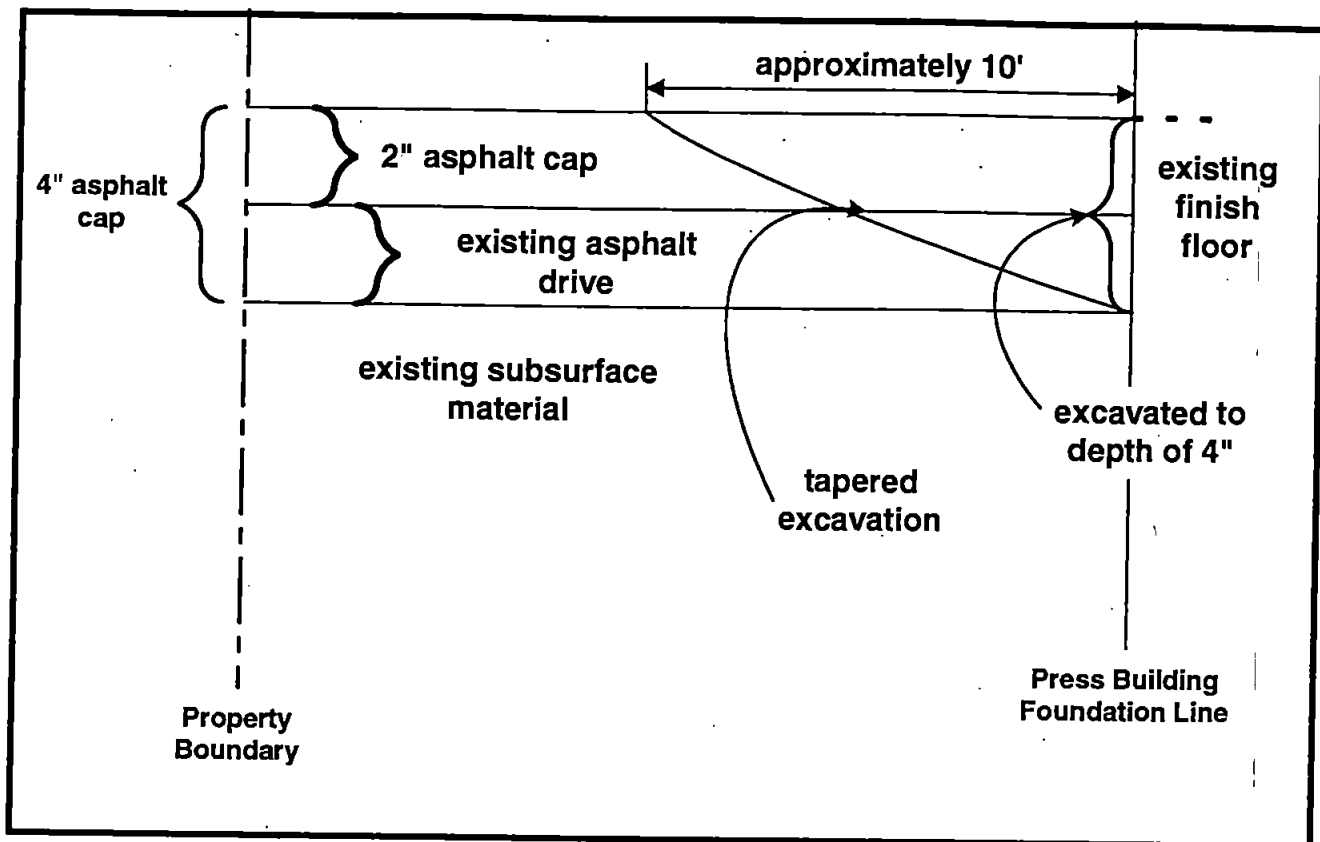 approximately 10'
4" asphalt
cap
2" asphalt cap
existing asphalt
drive
existing
finish
floor
existing subsurface
material
excavated to
depth of 4"
tapered
excavation
Property
Boundary
Press Building
Foundation Line